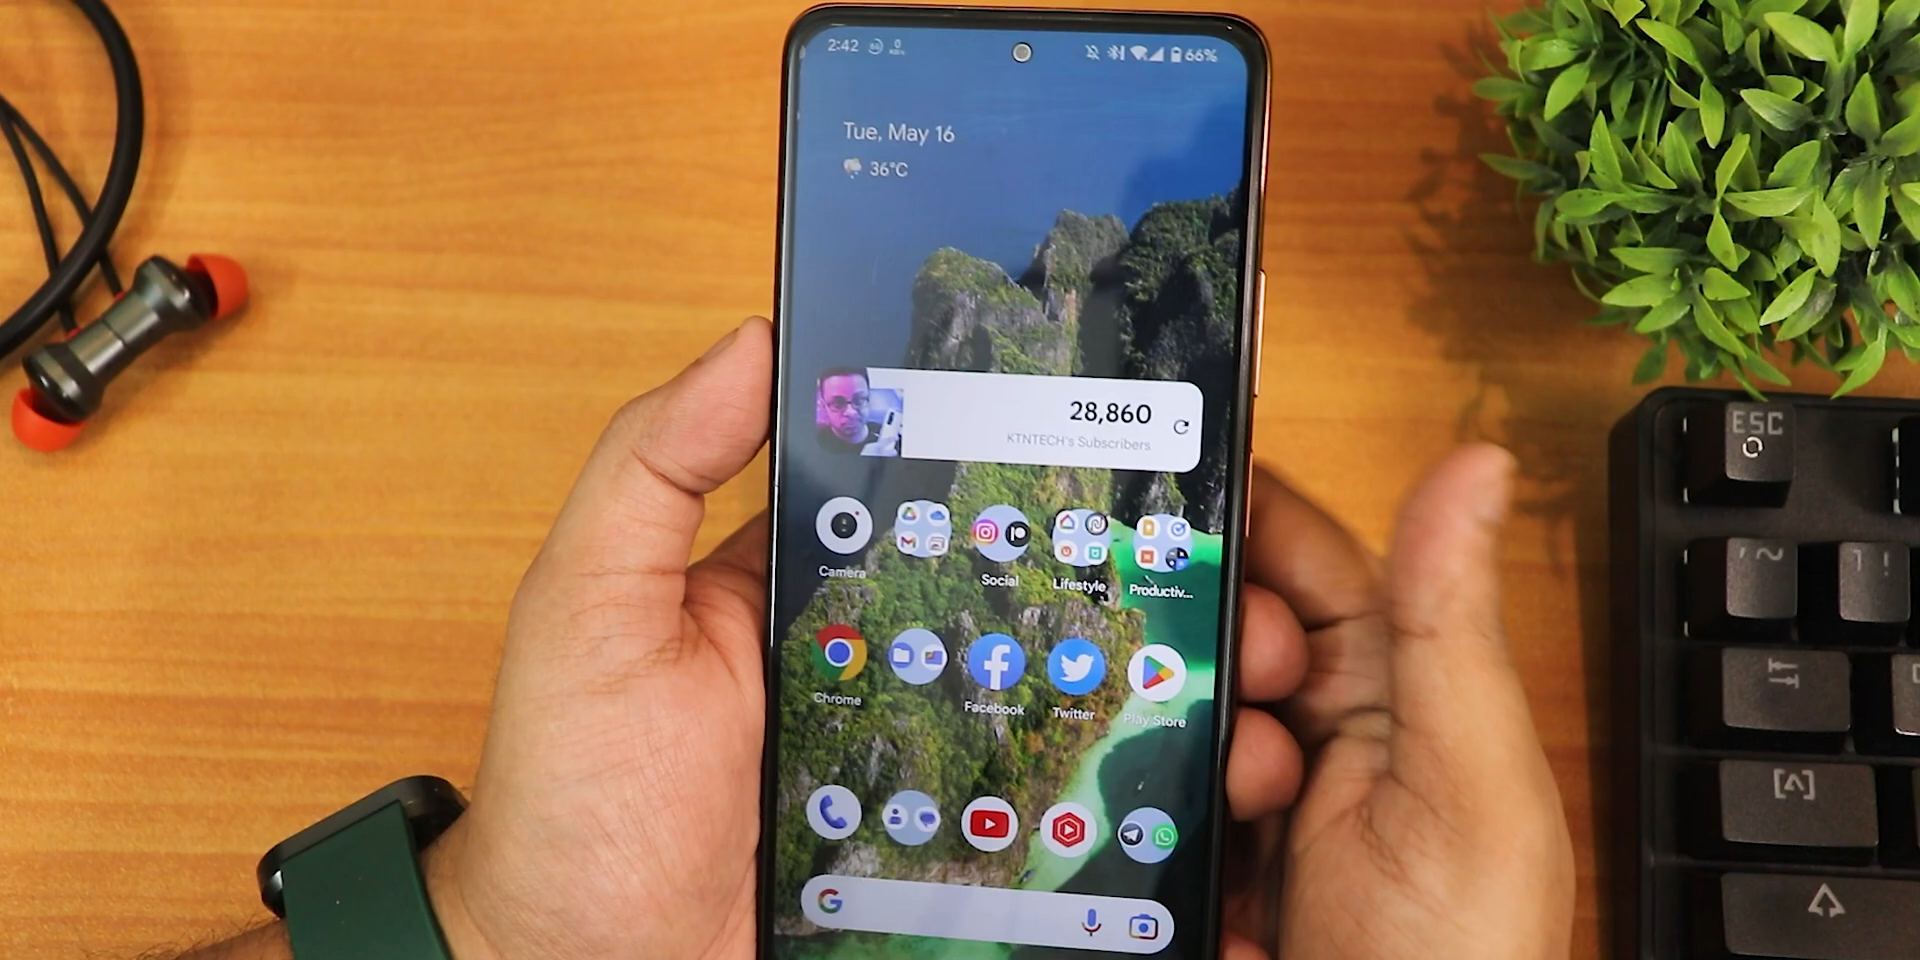 2:42
0
66%
Tue, May 16
36°C
28,860
KTNTECH's Subscribers
Camera
Social
Lifestyle
Productiv...
Chrome
Facebook
Twitter
Play Store
ESC